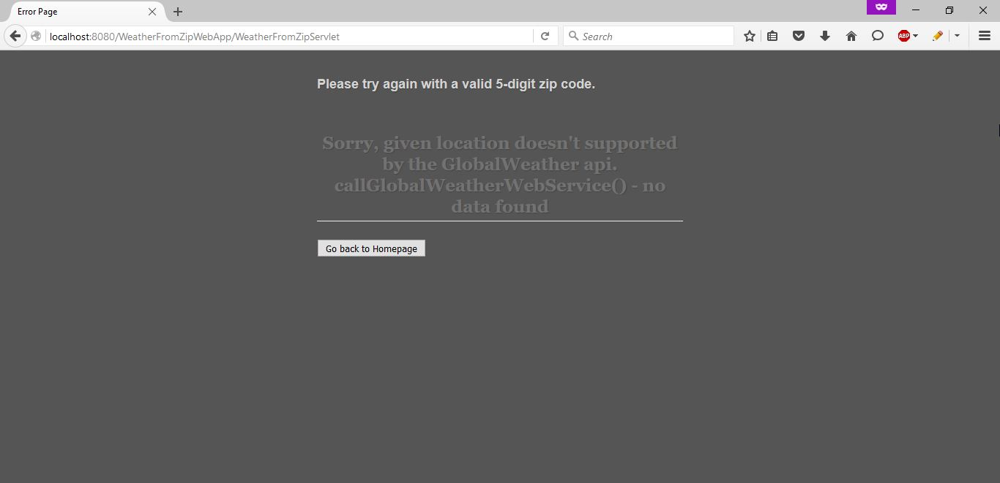 Error Page
localhost:8080/WeatherFromZipWebApp/WeatherFromZipServlet
Search
ABP
Please try again with a valid 5-digit zip code.
Sorry, given location doesn't supported
by the GlobalWeather api.
callGlobalWeatherWebService() - no
data found
Go back to Homepage